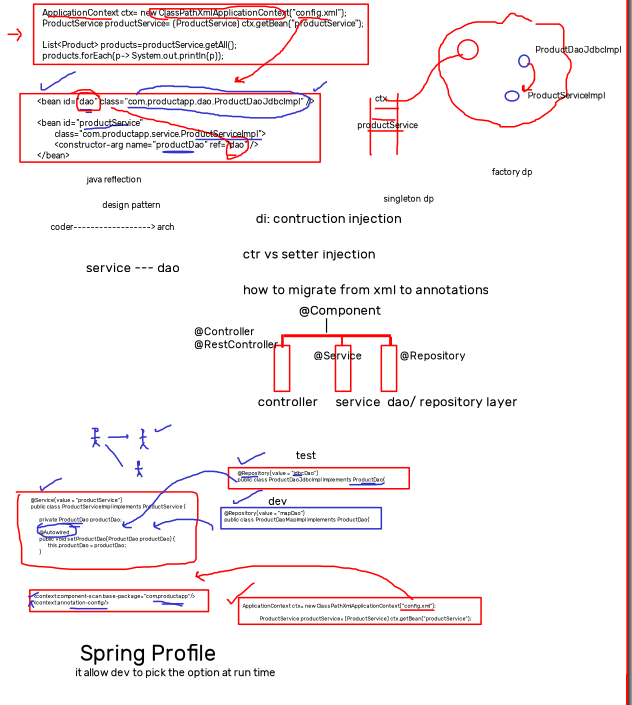 ApplicationContext ctx= new ClassPathXmlApplicationContext("config.xml");
ProductService productService= (ProductService) ctx.getBean("productService");
List<Product> products=productService.getAll();
products.forEach(p-> System.out.println(p));
<bean id="dao" class="com.productapp.dao.ProductDaoJdbcImpl" />
<bean id="productService"
class="com.productapp.service.ProductServiceImpl">
<constructor-arg name="productDao" ref="dao"/>
</bean>
ctx
productService
ProductDaoJdbcImpl
ProductServiceImpl
factory dp
singleton dp
java reflection
design pattern
coder-------------------> arch
service --- dao
di: contruction injection
ctr vs setter injection
how to migrate from xml to annotations
@Component
@Controller
@RestController
@Service
@Repository
controller
service
dao/ repository layer
test
@Repository(value = "jdbcDao")
public class ProductDaoJdbcImpl implements ProductDao{
dev
@Repository(value = "mapDao")
public class ProductDaoMapImpl implements ProductDao{
@Service(value = "productService")
public class ProductServiceImpl implements ProductService {
private ProductDao productDao;
@Autowired
public void setProductDao(ProductDao productDao) {
this.productDao = productDao;
}
<context:component-scan base-package="com.productapp"/>
<context:annotation-config/>
ApplicationContext ctx= new ClassPathXmlApplicationContext("config.xml");
ProductService productService= (ProductService) ctx.getBean("productService");
Spring Profile
it allow dev to pick the option at run time